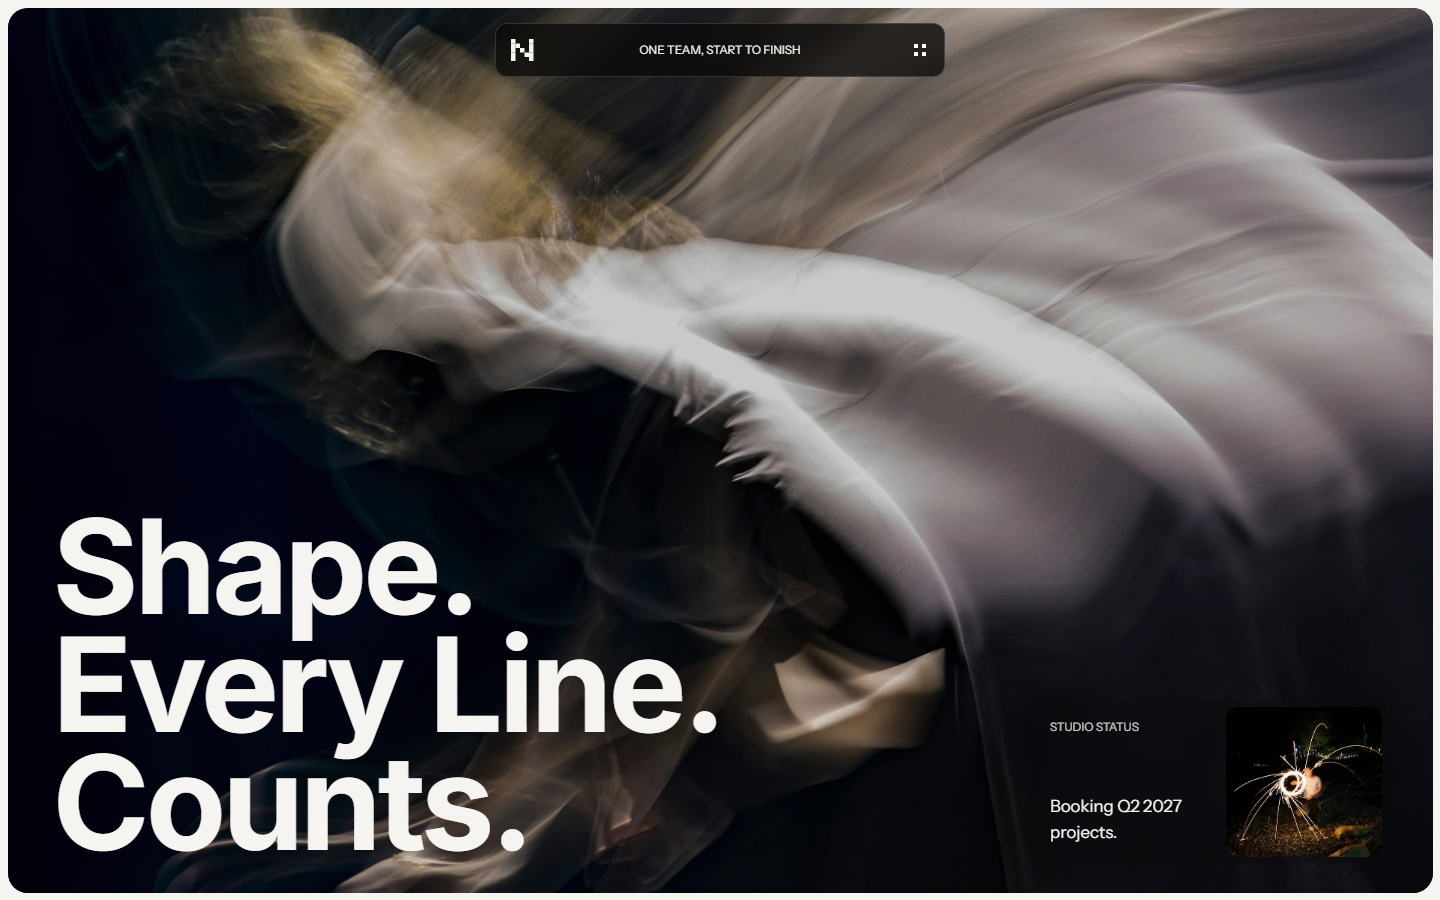 N
ONE TEAM, START TO FINISH
Shape.
Every Line.
Counts.
STUDIO STATUS
Booking Q2 2027
projects.